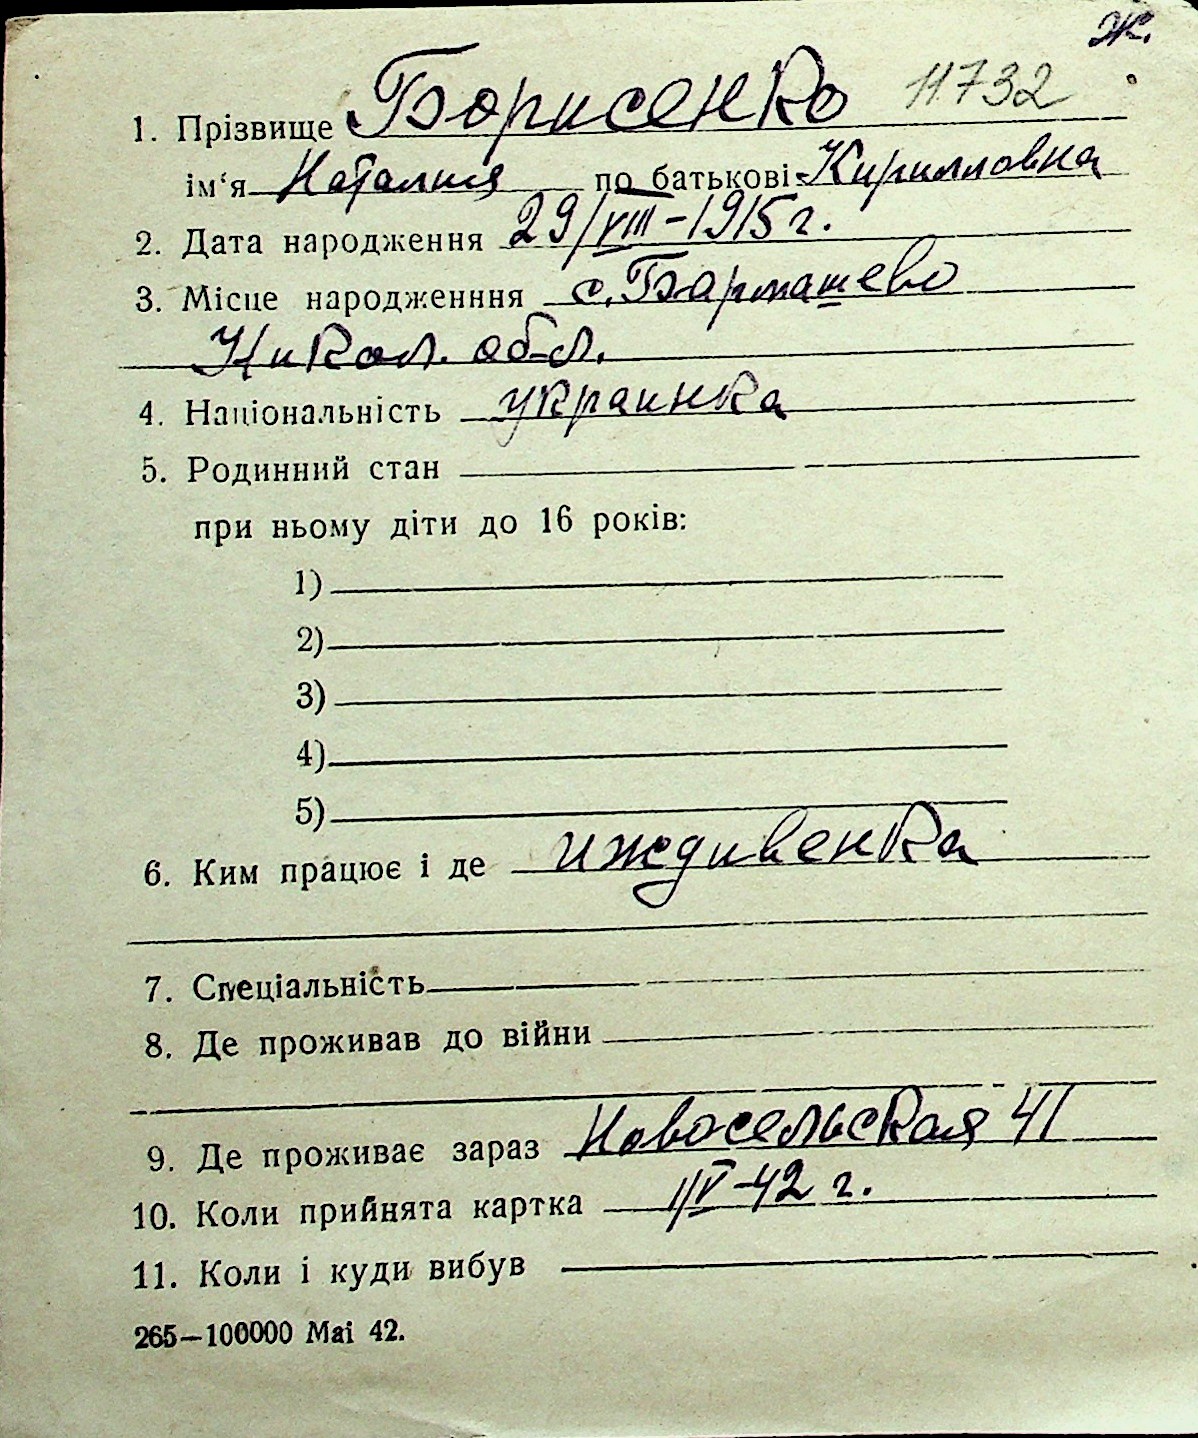 ж.
1. Прізвище Борисенко 11732
ім‘я Наталия по батькові Кирилловна
2. Дата народження 29/VIII-1915 г.
3. Місце народженння с. Бармашево
Никол. обл.
4. Національність украинка
5. Родинний стан
при ньому діти до 16 років:
1)
2)
3)
4)
5)
6. Ким працює і де иждивенка
7. Спеціальність
8. Де проживав до війни
9. Де проживає зараз Новосельская 41
10. Коли прийнята картка 1/V-42 г.
11. Коли і куди вибув
265—100000 Mai 42.